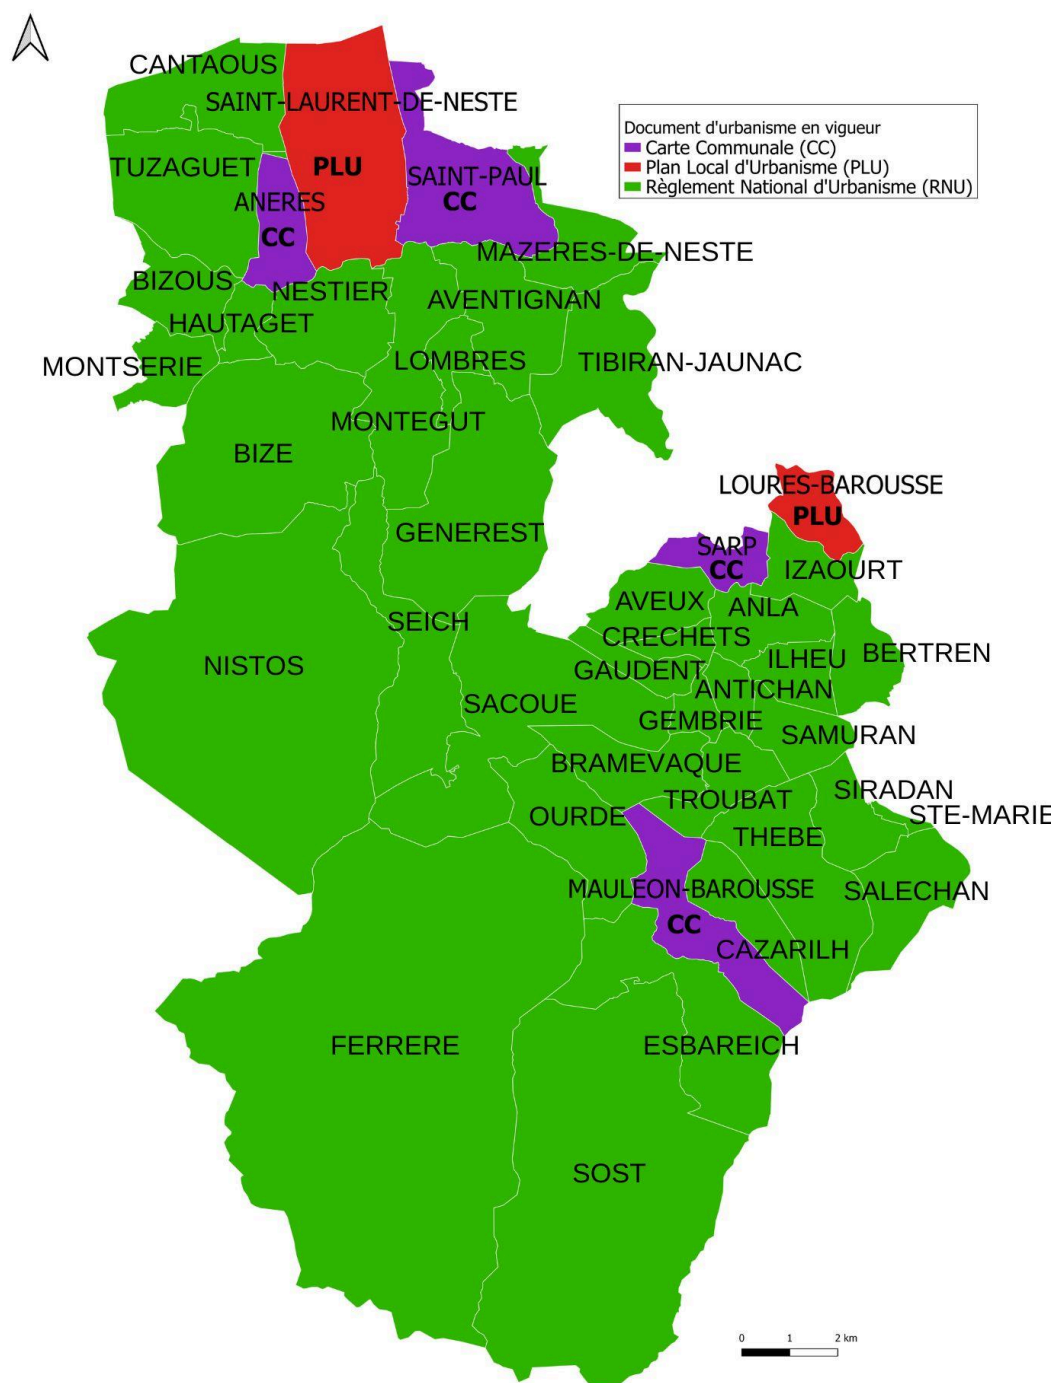 CANTAOUS
SAINT-LAURENT-DE-NESTE
Document d'urbanisme en vigueur
Carte Communale (CC)
Plan Local d'Urbanisme (PLU)
Règlement National d'Urbanisme (RNU)
TUZAGUET
PLU
SAINT-PAUL
CC
ANERES
CC
MAZERES-DE-NESTE
BIZOUS
NESTIER
AVENTIGNAN
HAUTAGET
MONTSERIE
LOMBRES
TIBIRAN-JAUNAC
MONTEGUT
BIZE
LOURES-BAROUSSE
PLU
GENEREST
SARP
CC
IZAOURT
AVEUX
ANLA
SEICH
CRECHETS
BERTREN
NISTOS
GAUDENT
ILHEU
ANTICHAN
SACOUE
GEMBRIE
SAMURAN
BRAMEVAQUE
SIRADAN
TROUBAT
OURDE
STE-MARIE
THEBE
MAULEON-BAROUSSE
SALECHAN
CC
CAZARILH
FERRERE
ESBAREICH
SOST
0 1 2 km